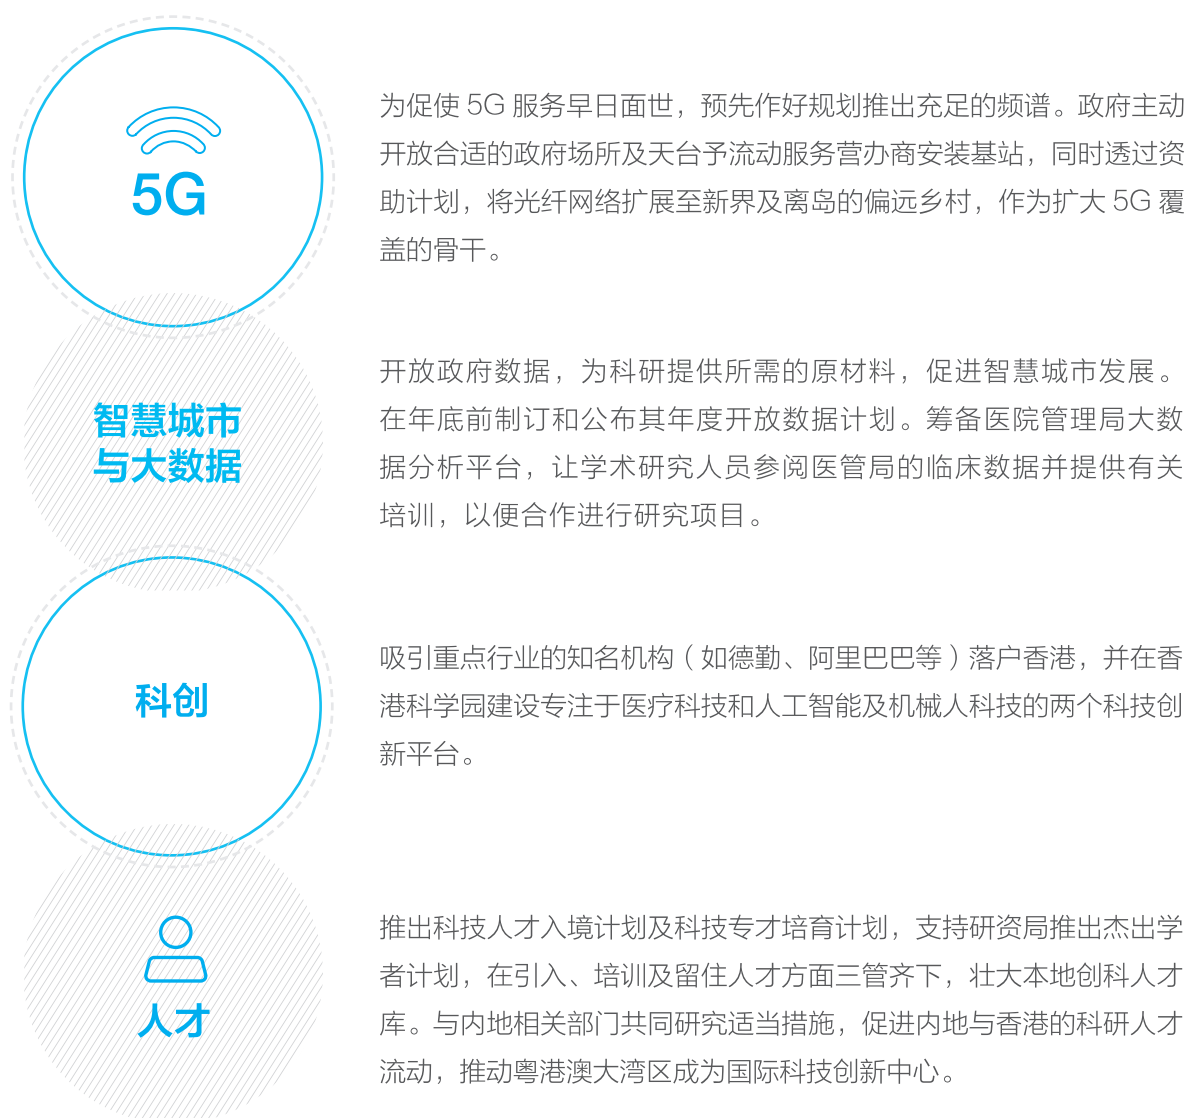 5G
为促使 5G 服务早日面世，预先作好规划推出充足的频谱。政府主动
开放合适的政府场所及天台予流动服务营办商安装基站，同时透过资
助计划，将光纤网络扩展至新界及离岛的偏远乡村，作为扩大 5G 覆
盖的骨干。
智慧城市
与大数据
开放政府数据，为科研提供所需的原材料，促进智慧城市发展。
在年底前制订和公布其年度开放数据计划。筹备医院管理局大数
据分析平台，让学术研究人员参阅医管局的临床数据并提供有关
培训，以便合作进行研究项目。
科创
吸引重点行业的知名机构（如德勤、阿里巴巴等）落户香港，并在香
港科学园建设专注于医疗科技和人工智能及机械人科技的两个科技创
新平台。
人才
推出科技人才入境计划及科技专才培育计划，支持研资局推出杰出学
者计划，在引入、培训及留住人才方面三管齐下，壮大本地创科人才
库。与内地相关部门共同研究适当措施，促进内地与香港的科研人才
流动，推动粤港澳大湾区成为国际科技创新中心。